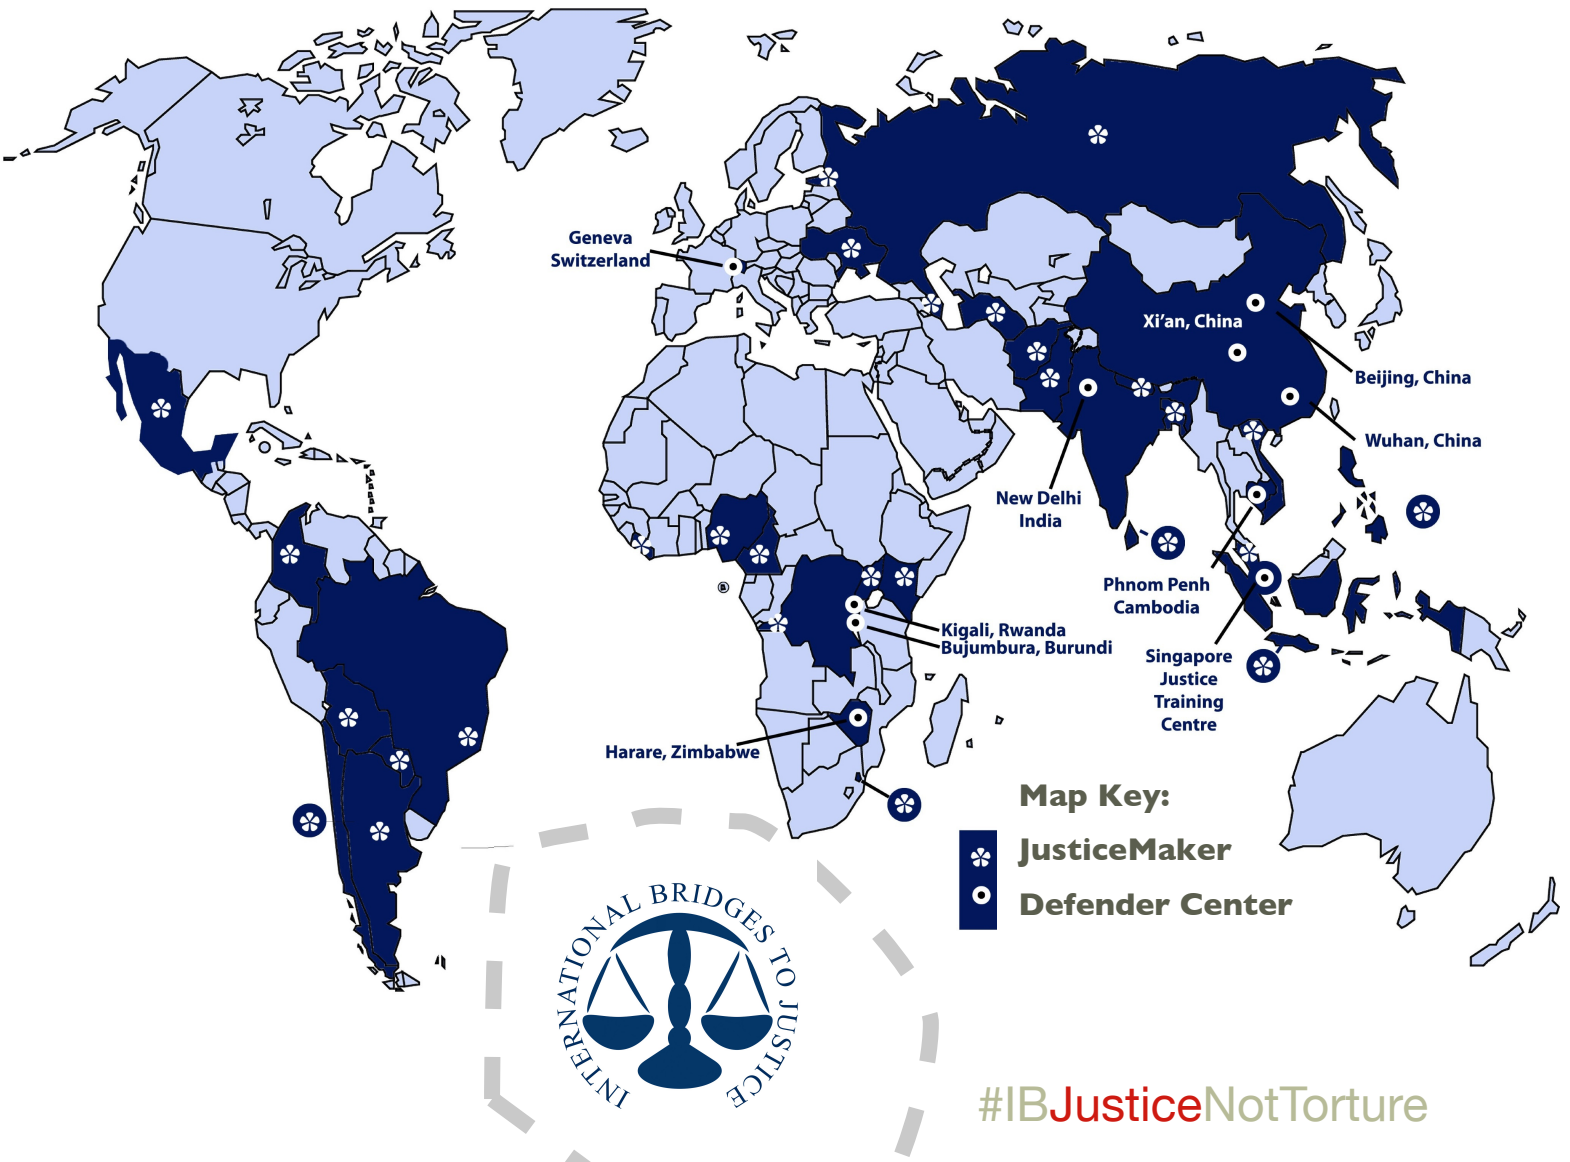 Geneva
Switzerland
Xi’an, China
Beijing, China
Wuhan, China
New Delhi
India
Phnom Penh
Cambodia
Kigali, Rwanda
Bujumbura, Burundi
Singapore
Justice
Training
Centre
Harare, Zimbabwe
Map Key:
JusticeMaker
Defender Center
INTERNATIONAL BRIDGES TO JUSTICE
#IBJusticeNotTorture